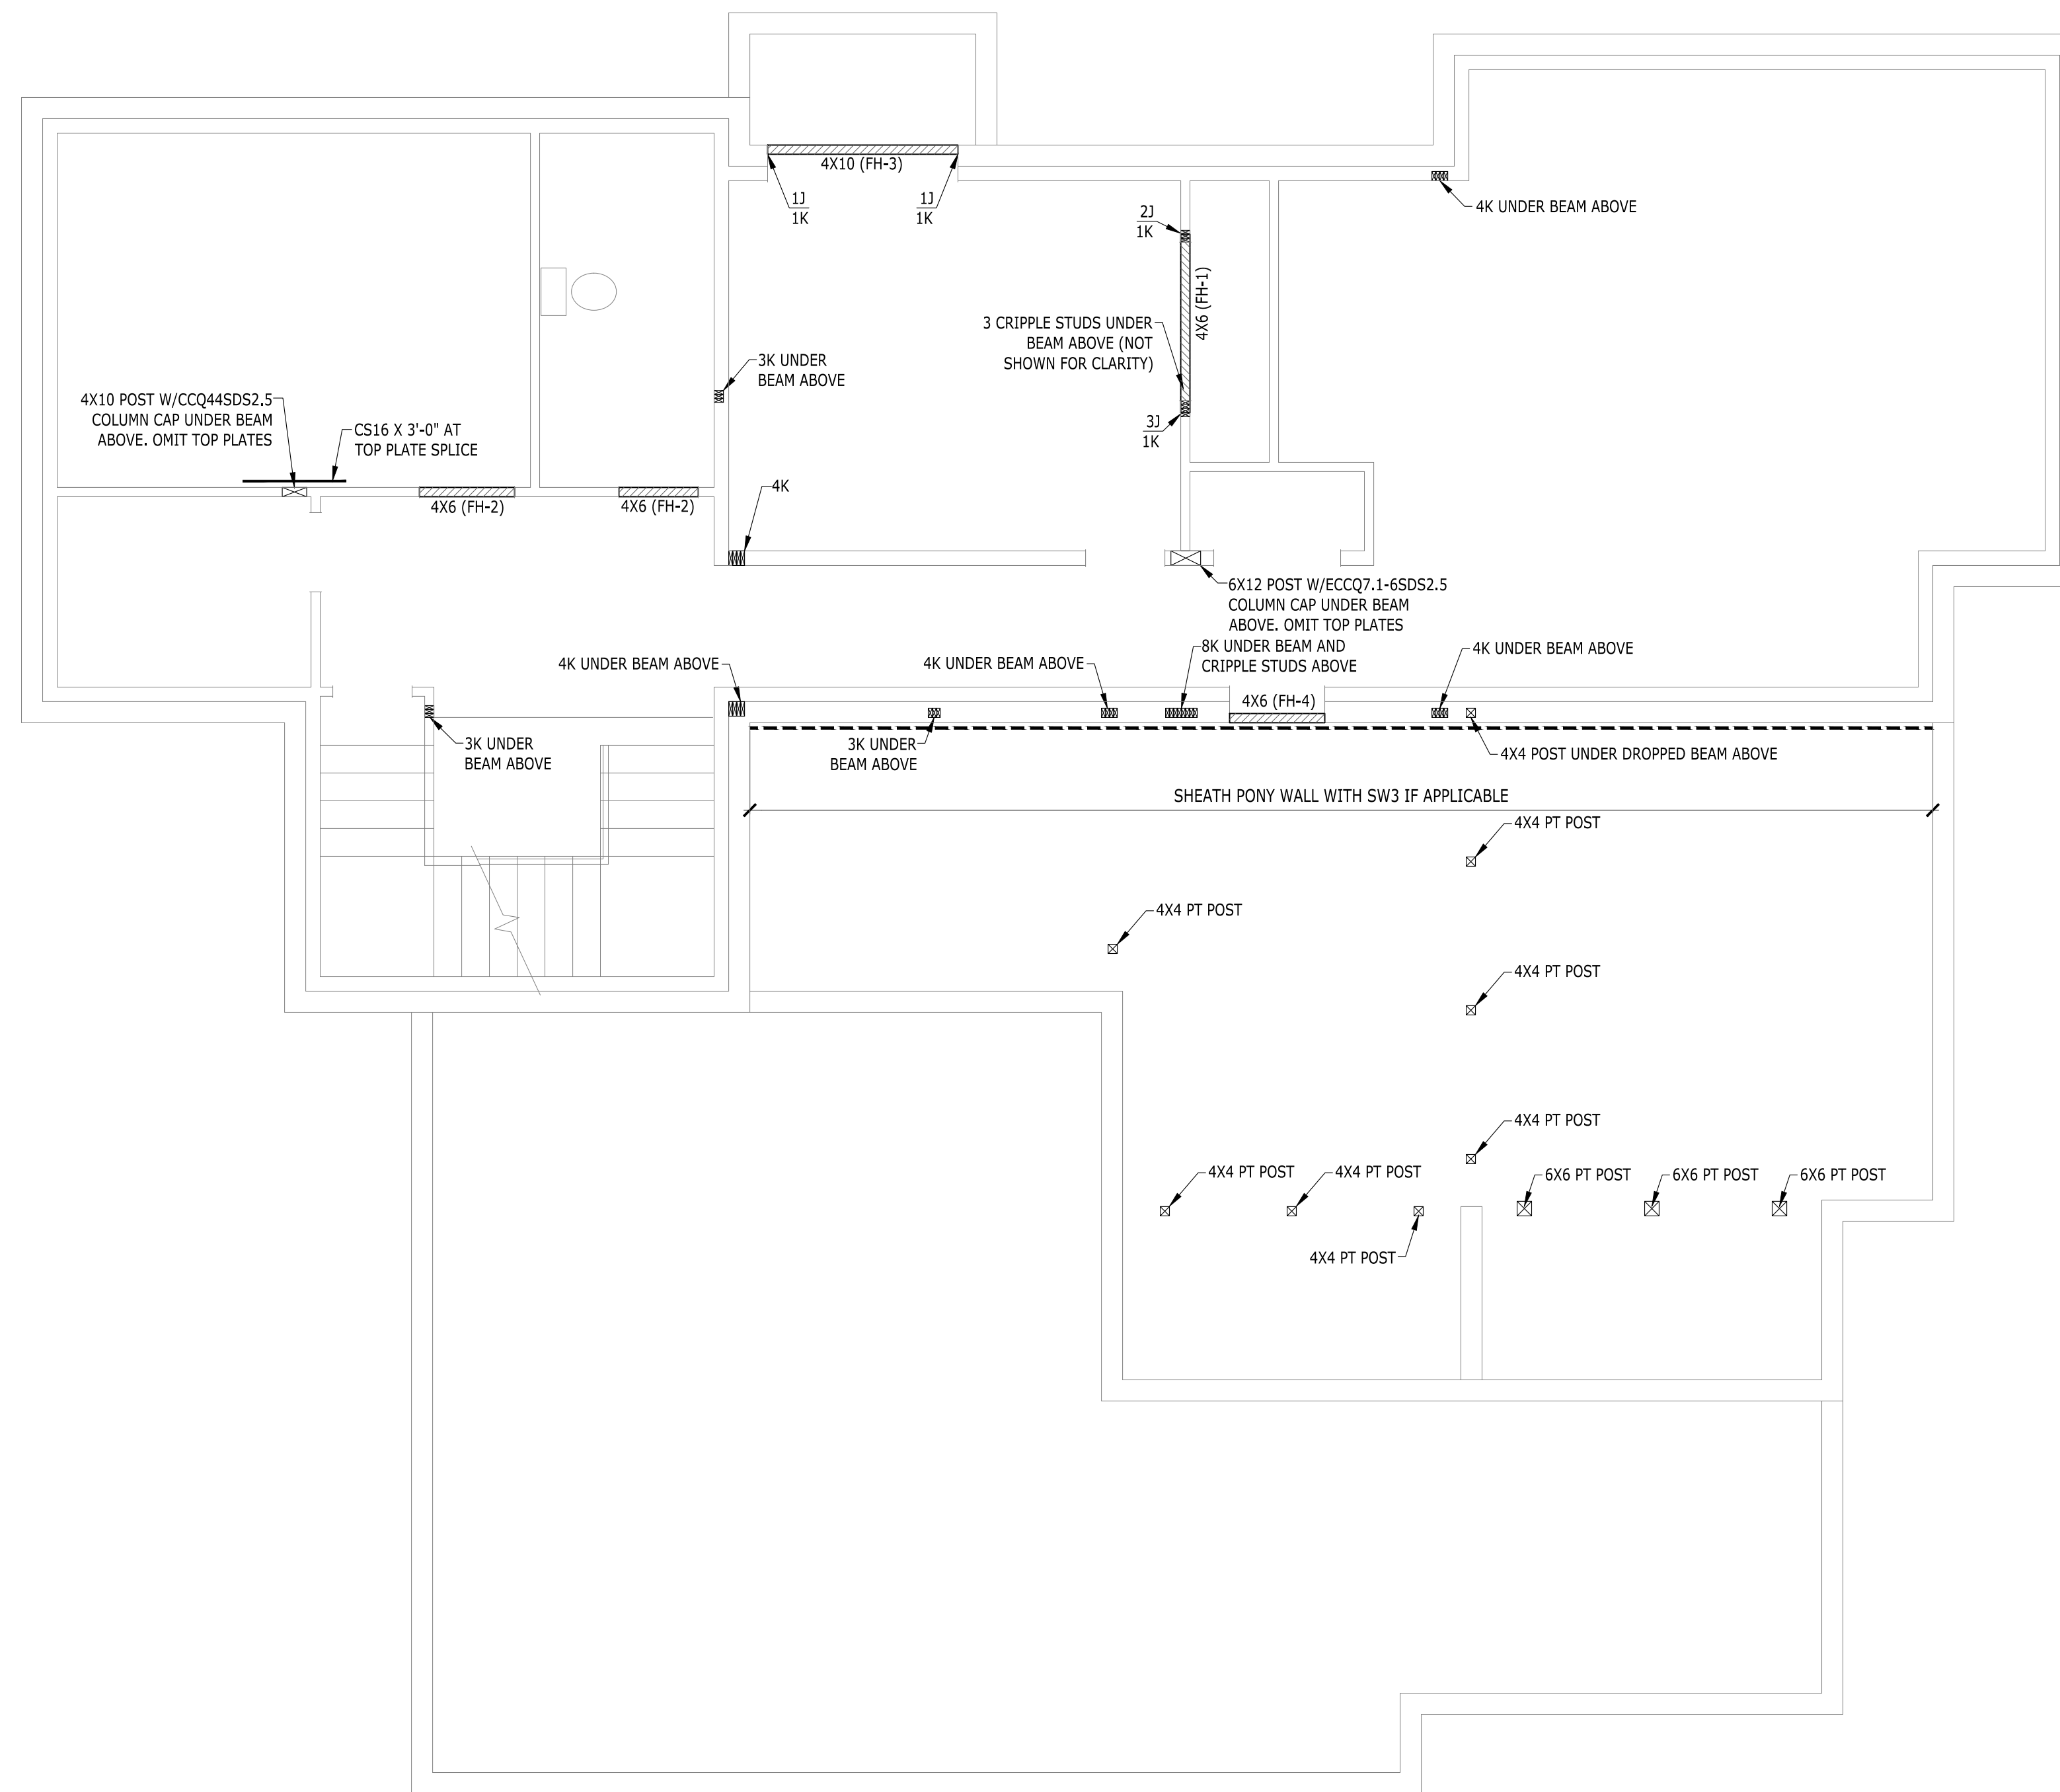 4X10 (FH-3)
1J
1K
1J
1K
2J
1K
4K UNDER BEAM ABOVE
4X6 (FH-1)
3 CRIPPLE STUDS UNDER
BEAM ABOVE (NOT
SHOWN FOR CLARITY)
3K UNDER
BEAM ABOVE
4X10 POST W/CCQ44SDS2.5
COLUMN CAP UNDER BEAM
ABOVE. OMIT TOP PLATES
CS16 X 3'-0" AT
TOP PLATE SPLICE
3J
1K
4K
4X6 (FH-2)
4X6 (FH-2)
6X12 POST W/ECCQ7.1-6SDS2.5
COLUMN CAP UNDER BEAM
ABOVE. OMIT TOP PLATES
8K UNDER BEAM AND
CRIPPLE STUDS ABOVE
4K UNDER BEAM ABOVE
4K UNDER BEAM ABOVE
4K UNDER BEAM ABOVE
4X6 (FH-4)
3K UNDER
BEAM ABOVE
3K UNDER
BEAM ABOVE
4X4 POST UNDER DROPPED BEAM ABOVE
SHEATH PONY WALL WITH SW3 IF APPLICABLE
4X4 PT POST
4X4 PT POST
4X4 PT POST
4X4 PT POST
4X4 PT POST
4X4 PT POST
6X6 PT POST
6X6 PT POST
6X6 PT POST
4X4 PT POST